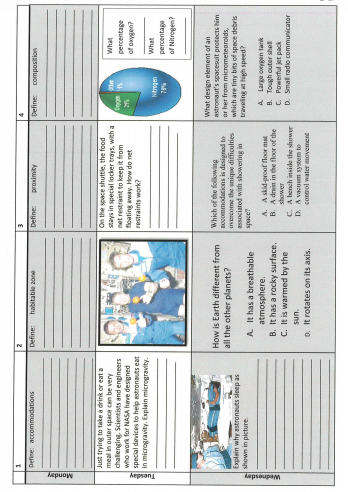 1
2
3
4
Monday
Define: accommodations
Define: habitable zone
Define: proximity
Define: composition
Tuesday
Just trying to take a drink or eat a
meal in outer space can be very
challenging. Scientists and engineers
who work for NASA have designed
special devices to help astronauts eat
in microgravity. Explain microgravity.
On the space shuttle, the food
stays in special locker trays, with a
net restraint to keep it from
floating away. How do net
restraints work?
Other
1%
Oxygen
21%
Nitrogen
78%
What
percentage
of oxygen?
What
percentage
of Nitrogen?
Wednesday
Explain why astronauts sleep as
shown in picture.
How is Earth different from
all the other planets?
A. It has a breathable
atmosphere.
B. It has a rocky surface.
C. It is warmed by the
sun.
D. It rotates on its axis.
Which of the following
accommodations is designed to
overcome the unique difficulties
associated with showering in
space?
A. A skid-proof floor mat
B. A drain in the floor of the
shower
C. A bench inside the shower
D. A vacuum system to
control water movement
What design element of an
astronaut's spacesuit protects him
or her from micrometeoroids,
which are tiny bits of space debris
traveling at high speed?
A. Large oxygen tank
B. Tough outer shell
C. Powerful jet pack
D. Small radio communicator